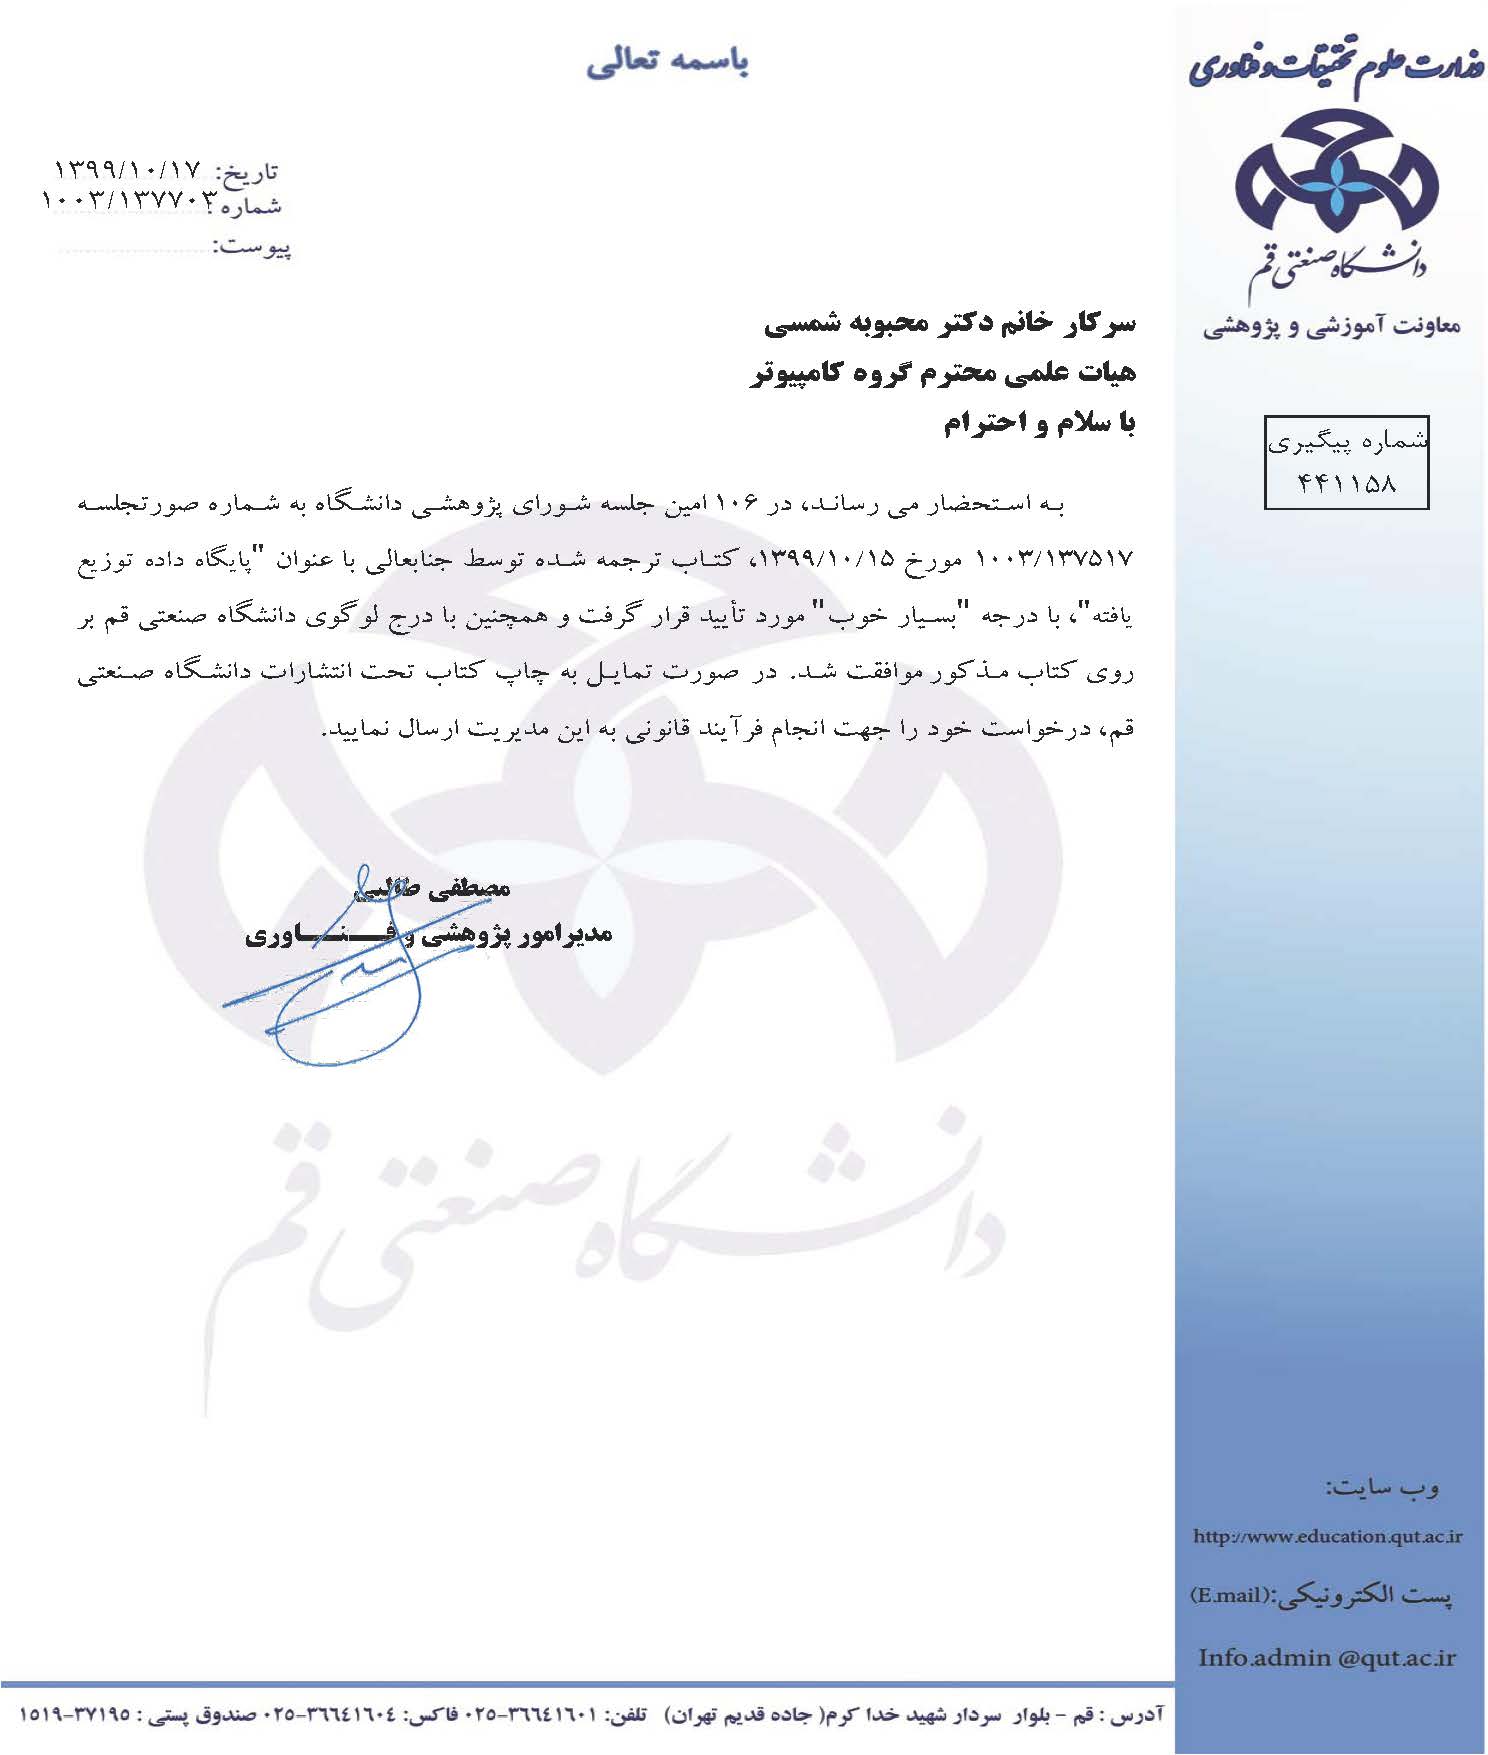 باسمه تعالی
وزارت علوم تحقیقات و فناوری
دانشگاه صنعتی قم
معاونت آموزشی و پژوهشی
تاریخ: ۱۳۹۹/۱۰/۱۷
شماره: ۱۰۰۳/۱۳۷۷۰۳
پیوست:
شماره پیگیری
۴۴۱۱۵۸
سرکار خانم دکتر محبوبه شمسی
هیات علمی محترم گروه کامپیوتر
با سلام و احترام
به استحضار می رساند، در ۱۰۶ امین جلسه شورای پژوهشی دانشگاه به شماره صورتجلسه
۱۰۰۳/۱۳۷۵۱۷ مورخ ۱۳۹۹/۱۰/۱۵، کتاب ترجمه شده توسط جنابعالی با عنوان "پایگاه داده توزیع
یافته"، با درجه "بسیار خوب" مورد تأیید قرار گرفت و همچنین با درج لوگوی دانشگاه صنعتی قم بر
روی کتاب مذکور موافقت شد. در صورت تمایل به چاپ کتاب تحت انتشارات دانشگاه صنعتی
قم، درخواست خود را جهت انجام فرآیند قانونی به این مدیریت ارسال نمایید.
مصطفی طالبی
مدیر امور پژوهشی و فنـــاوری
دانشگاه صنعتی قم
وب سایت:
http://www.education.qut.ac.ir
پست الکترونیکی:(E.mail)
Info.admin @qut.ac.ir
آدرس : قم - بلوار سردار شهید خدا کرم( جاده قدیم تهران) تلفن: ۳۶۶۴۱۶۰۱-۰۲۵ فاکس: ۳۶۶۴۱۶۰۴-۰۲۵ صندوق پستی : ۳۷۱۹۵-۱۵۱۹